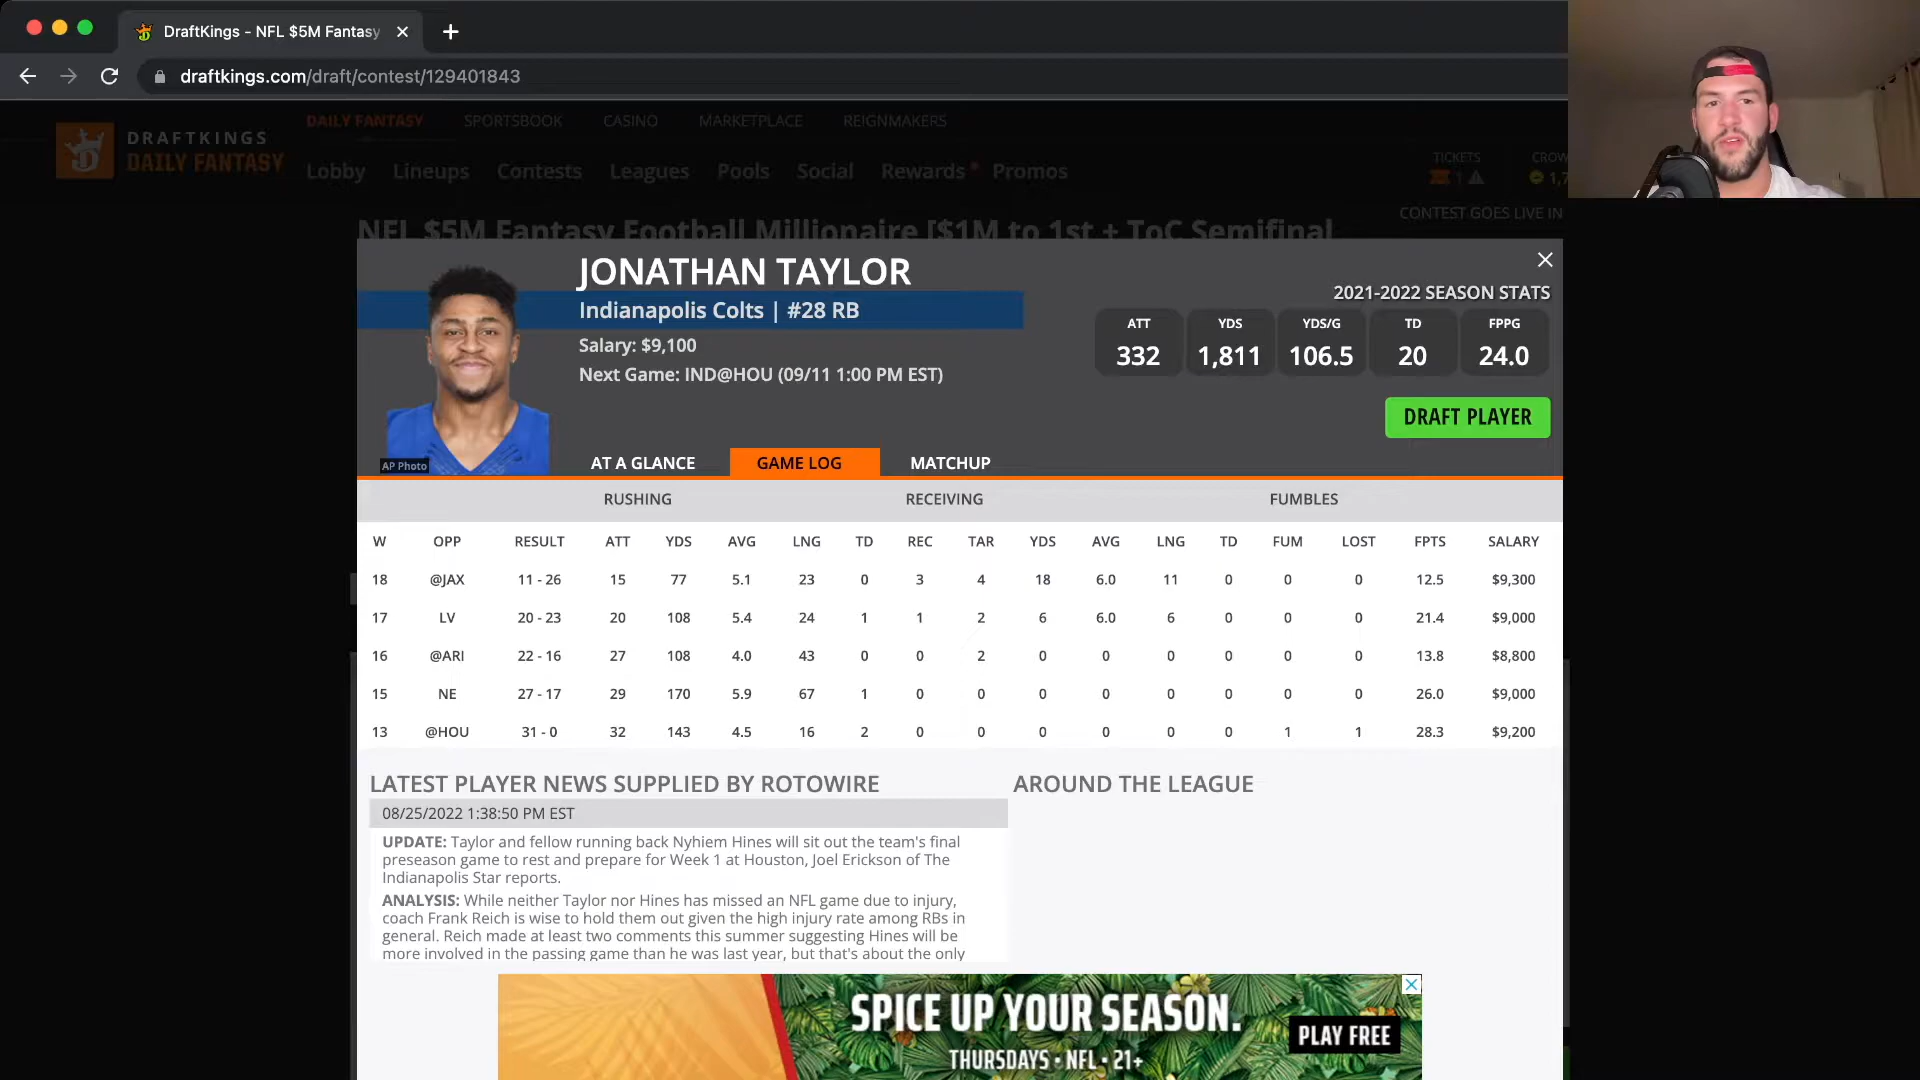 DraftKings - NFL $5M Fantasy
draftkings.com/draft/contest/129401843
DRAFTKINGS
DAILY FANTASY
DAILY FANTASY SPORTSBOOK CASINO MARKETPLACE REIGNMAKERS
Lobby Lineups Contests Leagues Pools Social Rewards Promos
TICKETS
1
CROW
1,7
CONTEST GOES LIVE IN
NFL $5M Fantasy Football Millionaire [$1M to 1st + ToC Semifinal
JONATHAN TAYLOR
Indianapolis Colts | #28 RB
Salary: $9,100
Next Game: IND@HOU (09/11 1:00 PM EST)
AP Photo
2021-2022 SEASON STATS
ATT YDS YDS/G TD FPPG
332 1,811 106.5 20 24.0
DRAFT PLAYER
AT A GLANCE GAME LOG MATCHUP
RUSHING RECEIVING FUMBLES
W OPP RESULT ATT YDS AVG LNG TD REC TAR YDS AVG LNG TD FUM LOST FPTS SALARY
18 @JAX 11 - 26 15 77 5.1 23 0 3 4 18 6.0 11 0 0 0 12.5 $9,300
17 LV 20 - 23 20 108 5.4 24 1 1 2 6 6.0 6 0 0 0 21.4 $9,000
16 @ARI 22 - 16 27 108 4.0 43 0 0 2 0 0 0 0 0 0 13.8 $8,800
15 NE 27 - 17 29 170 5.9 67 1 0 0 0 0 0 0 0 0 26.0 $9,000
13 @HOU 31 - 0 32 143 4.5 16 2 0 0 0 0 0 0 1 1 28.3 $9,200
LATEST PLAYER NEWS SUPPLIED BY ROTOWIRE
08/25/2022 1:38:50 PM EST
UPDATE: Taylor and fellow running back Nyhiem Hines will sit out the team's final
preseason game to rest and prepare for Week 1 at Houston, Joel Erickson of The
Indianapolis Star reports.
ANALYSIS: While neither Taylor nor Hines has missed an NFL game due to injury,
coach Frank Reich is wise to hold them out given the high injury rate among RBs in
general. Reich made at least two comments this summer suggesting Hines will be
more involved in the passing game than he was last year, but that's about the only
AROUND THE LEAGUE
SPICE UP YOUR SEASON.
THURSDAYS • NFL • 21+
PLAY FREE